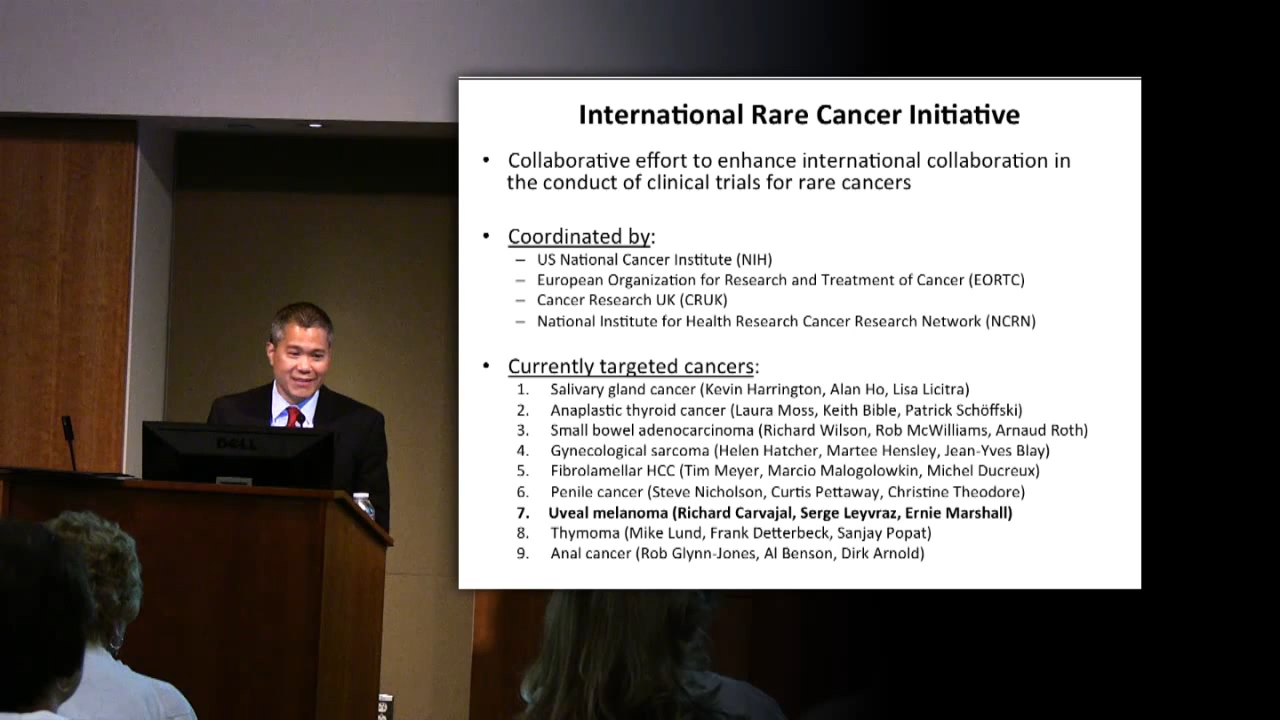 International Rare Cancer Initiative
• Collaborative effort to enhance international collaboration in
the conduct of clinical trials for rare cancers
• Coordinated by:
– US National Cancer Institute (NIH)
– European Organization for Research and Treatment of Cancer (EORTC)
– Cancer Research UK (CRUK)
– National Institute for Health Research Cancer Research Network (NCRN)
• Currently targeted cancers:
1. Salivary gland cancer (Kevin Harrington, Alan Ho, Lisa Licitra)
2. Anaplastic thyroid cancer (Laura Moss, Keith Bible, Patrick Schöffski)
3. Small bowel adenocarcinoma (Richard Wilson, Rob McWilliams, Arnaud Roth)
4. Gynecological sarcoma (Helen Hatcher, Martee Hensley, Jean-Yves Blay)
5. Fibrolamellar HCC (Tim Meyer, Marcio Malogolowkin, Michel Ducreux)
6. Penile cancer (Steve Nicholson, Curtis Pettaway, Christine Theodore)
7. Uveal melanoma (Richard Carvajal, Serge Leyvraz, Ernie Marshall)
8. Thymoma (Mike Lund, Frank Detterbeck, Sanjay Popat)
9. Anal cancer (Rob Glynn-Jones, Al Benson, Dirk Arnold)
DELL